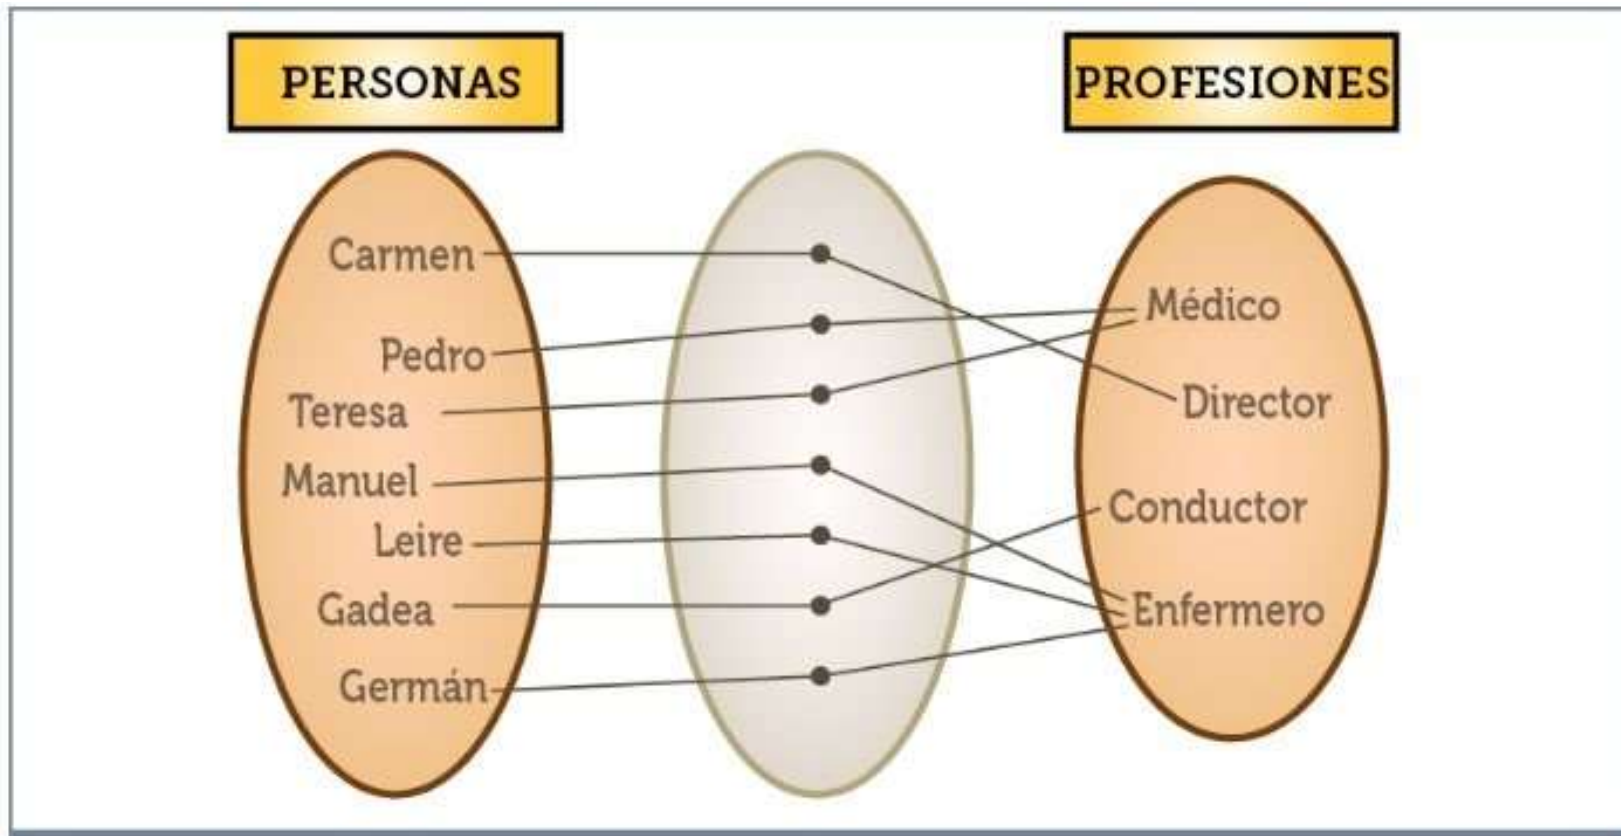 PERSONAS
PROFESIONES
Carmen
Pedro
Teresa
Manuel
Leire
Gadea
Germán
Médico
Director
Conductor
Enfermero